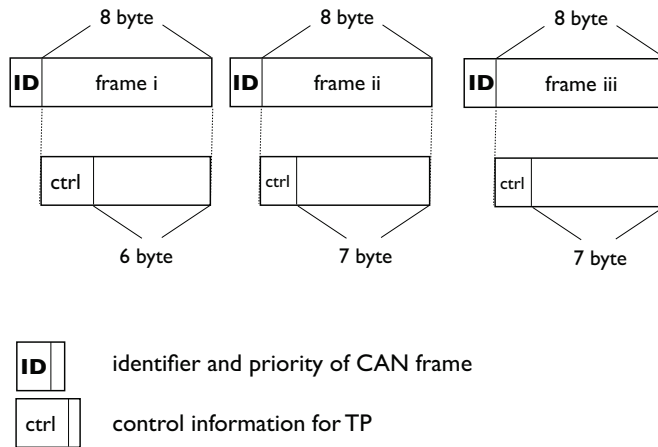 8 byte 8 byte 8 byte
ID frame i ID frame ii ID frame iii
ctrl ctrl ctrl
6 byte 7 byte 7 byte
ID identifier and priority of CAN frame
ctrl control information for TP